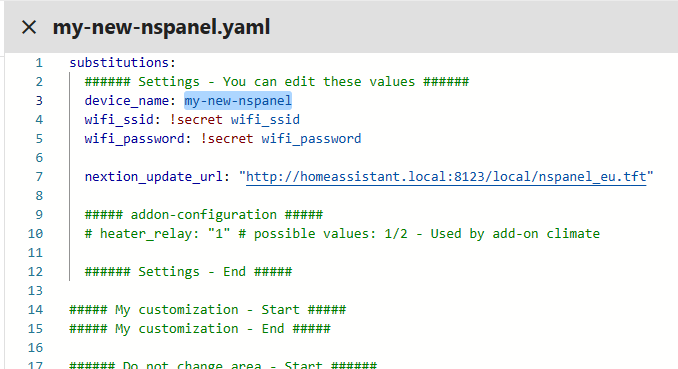 × my-new-nspanel.yaml
1 substitutions:
2 ###### Settings - You can edit these values ######
3 device_name: my-new-nspanel
4 wifi_ssid: !secret wifi_ssid
5 wifi_password: !secret wifi_password
6
7 nextion_update_url: "http://homeassistant.local:8123/local/nspanel_eu.tft"
8
9 ##### addon-configuration #####
10 # heater_relay: "1" # possible values: 1/2 - Used by add-on climate
11
12 ###### Settings - End #####
13
14 ##### My customization - Start #####
15 ##### My customization - End #####
16
17 ###### Do not change area - Start ######